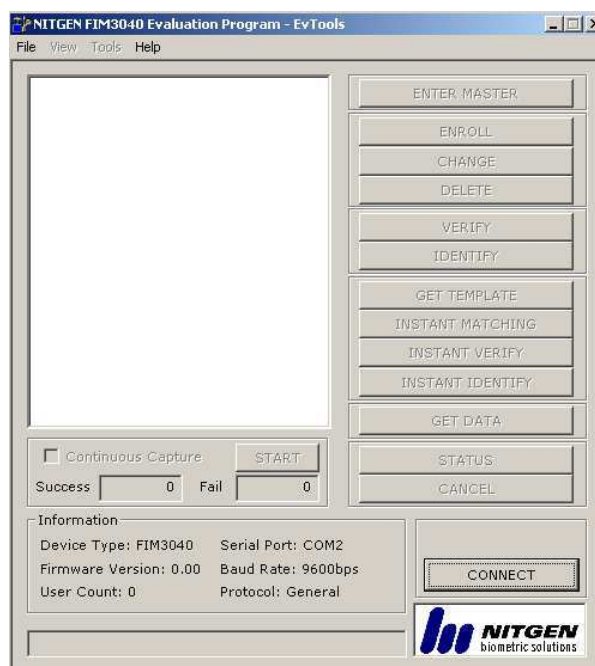 NITGEN FIM3040 Evaluation Program - EvTools
File View Tools Help
ENTER MASTER
ENROLL
CHANGE
DELETE
VERIFY
IDENTIFY
GET TEMPLATE
INSTANT MATCHING
INSTANT VERIFY
INSTANT IDENTIFY
GET DATA
STATUS
CANCEL
Continuous Capture START
Success 0 Fail 0
Information
Device Type: FIM3040 Serial Port: COM2
Firmware Version: 0.00 Baud Rate: 9600bps
User Count: 0 Protocol: General
CONNECT
NITGEN
biometric solutions